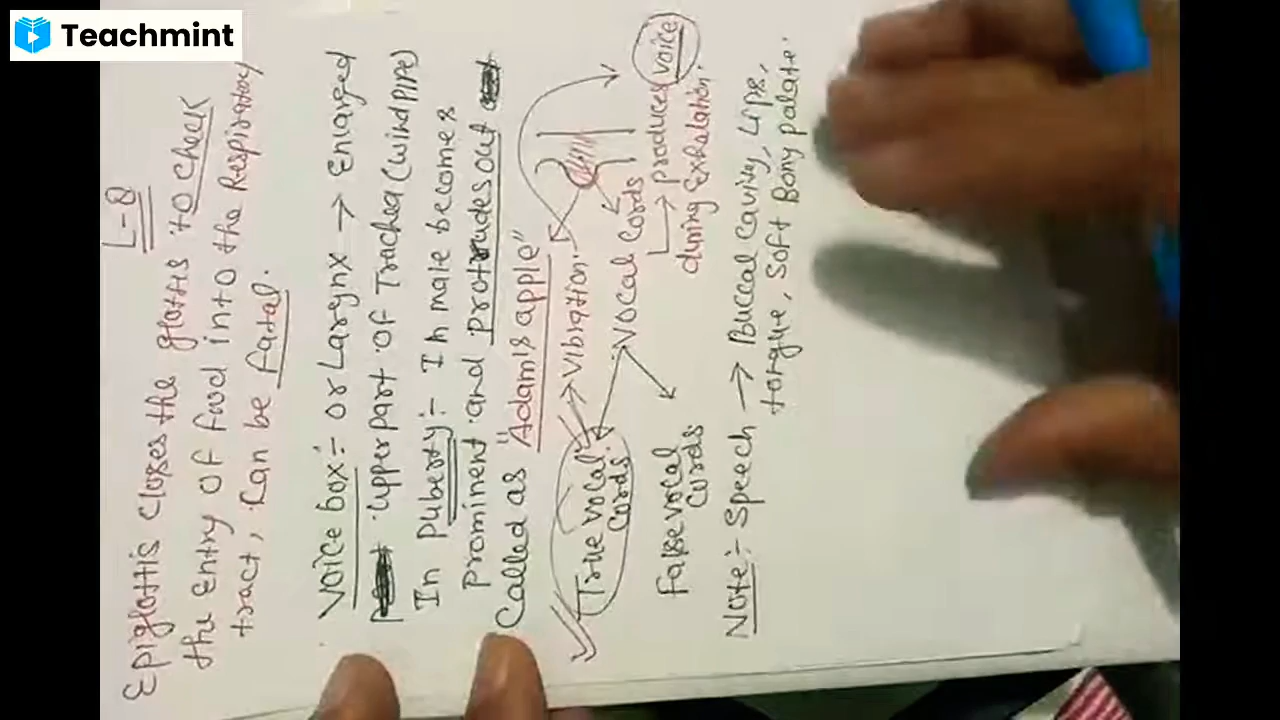 Teachmint
L-8
Epiglottis closes the glottis to check
the entry of food into the Respiratory
tract, can be fatal.
Voice box:- or Larynx → Enlarged
upper part of Trachea (wind pipe)
In puberty:- In male becomes
prominent and protrudes out
Called as "Adam's apple"
True vocal cords. → vibration.
Vocal cords
↳ produces voice
during exhalation.
False vocal
cords
Note:- Speech → Buccal Cavity, Lips,
tongue, Soft Bony palate.